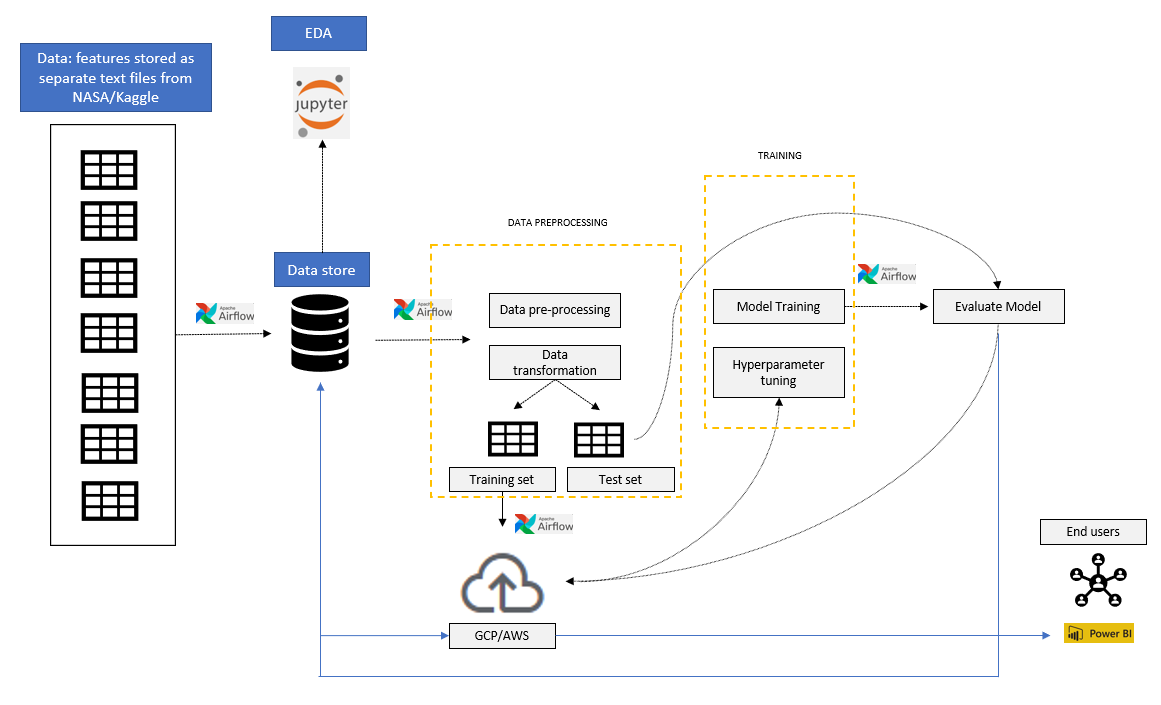 EDA
Data: features stored as
separate text files from
NASA/Kaggle
jupyter
TRAINING
DATA PREPROCESSING
Data store
Apache
Airflow
Apache
Airflow
Apache
Airflow
Data pre-processing
Model Training
Evaluate Model
Data
transformation
Hyperparameter
tuning
Training set
Test set
Apache
Airflow
End users
GCP/AWS
Power BI